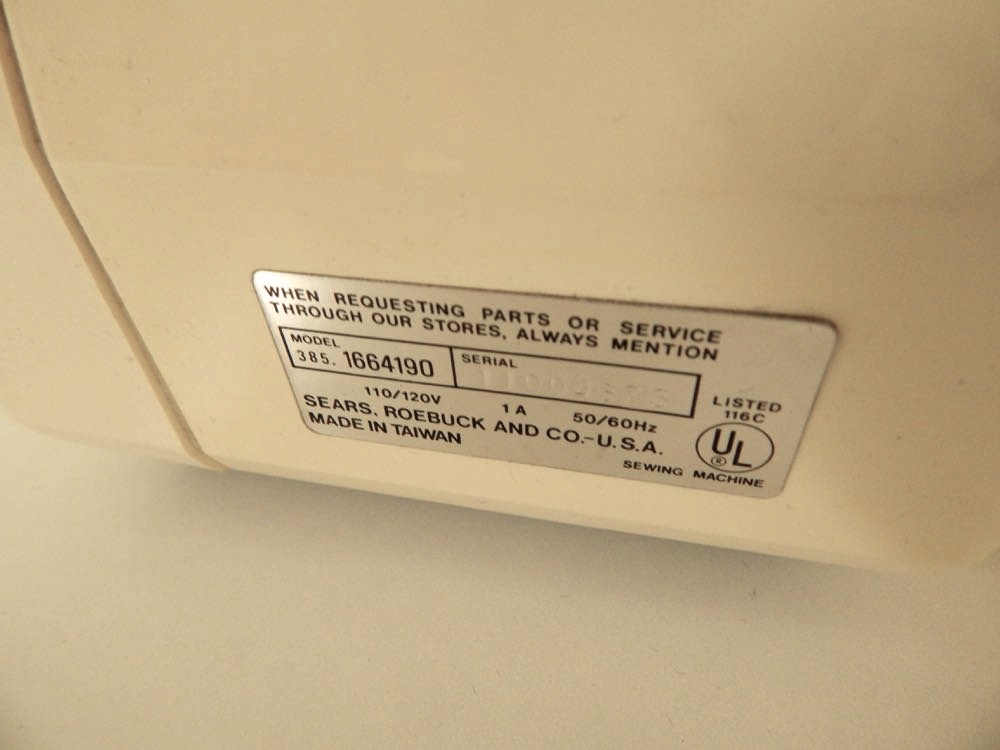 WHEN REQUESTING PARTS OR SERVICE
THROUGH OUR STORES, ALWAYS MENTION
MODEL
385. 1664190
SERIAL
110/120V 1 A 50/60Hz
SEARS, ROEBUCK AND CO.-U.S.A.
MADE IN TAIWAN
LISTED
116C
UL
®
SEWING MACHINE